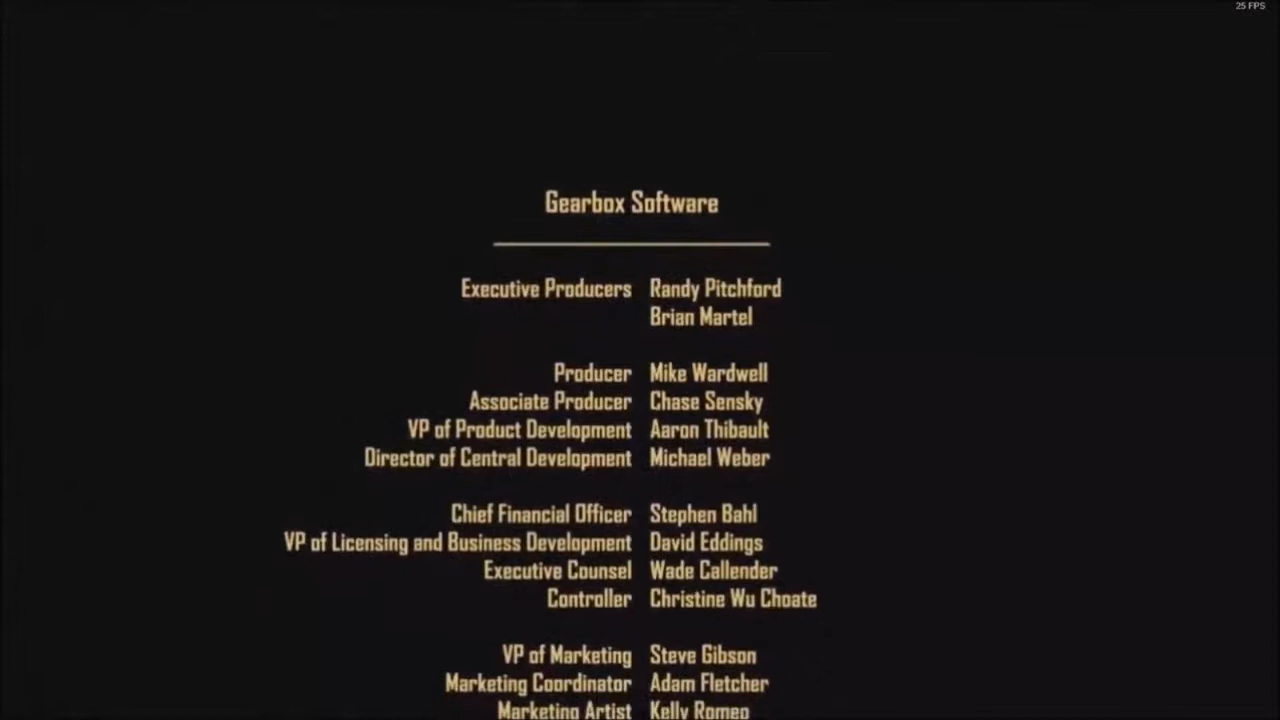 25 FPS
Gearbox Software
Executive Producers Randy Pitchford
Brian Martel
Producer Mike Wardwell
Associate Producer Chase Sensky
VP of Product Development Aaron Thibault
Director of Central Development Michael Weber
Chief Financial Officer Stephen Bahl
VP of Licensing and Business Development David Eddings
Executive Counsel Wade Callender
Controller Christine Wu Choate
VP of Marketing Steve Gibson
Marketing Coordinator Adam Fletcher
Marketing Artist Kelly Romeo